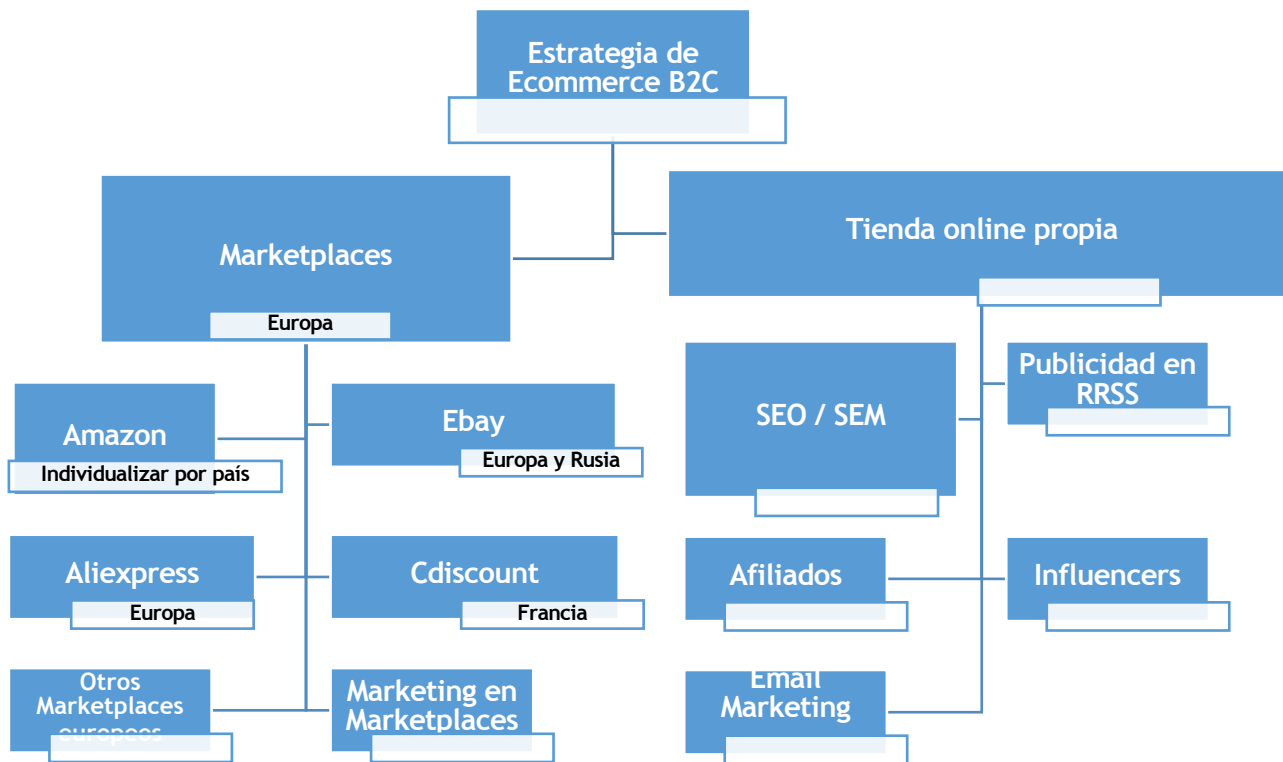 Estrategia de
Ecommerce B2C
Marketplaces
Europa
Tienda online propia
Amazon
Individualizar por país
Ebay
Europa y Rusia
SEO / SEM
Publicidad en
RRSS
Aliexpress
Europa
Cdiscount
Francia
Afiliados
Influencers
Otros
Marketplaces
europeos
Marketing en
Marketplaces
Email
Marketing